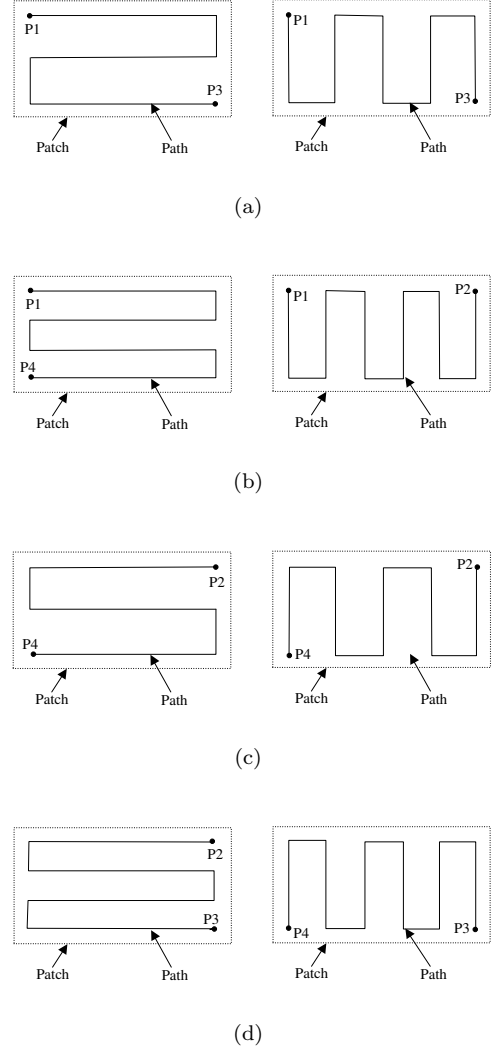 P1 P1
P3 P3
Patch Path Patch Path
(a)
P1 P1 P2
P4
Patch Path Patch Path
(b)
P2 P2
P4 P4
Patch Path Patch Path
(c)
P2
P3 P4 P3
Patch Path Patch Path
(d)